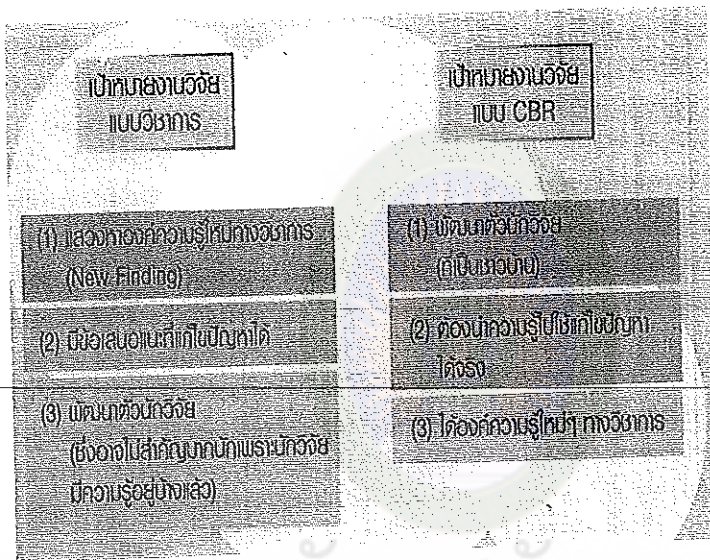 เป้าหมายงานวิจัย
แบบวิชาการ
(1) แสวงหาองค์ความรู้ใหม่ทางวิชาการ
(New Finding)
(2) มีข้อเสนอแนะที่แก้ไขปัญหาได้
(3) พัฒนาตัวนักวิจัย
(ซึ่งอาจไม่สำคัญมากนักเพราะนักวิจัย
มีความรู้อยู่บ้างแล้ว)
เป้าหมายงานวิจัย
แบบ CBR
(1) พัฒนาตัวนักวิจัย
(ที่เป็นชาวบ้าน)
(2) ต้องนำความรู้ไปใช้แก้ไขปัญหา
ได้จริง
(3) ได้องค์ความรู้ใหม่ๆ ทางวิชาการ